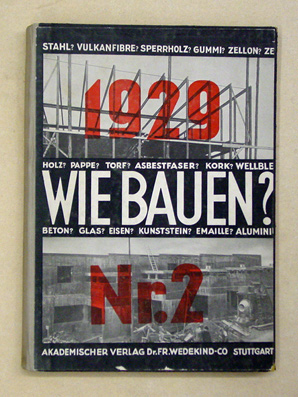 STAHL? VULKANFIBRE? SPERRHOLZ? GUMMI? ZELLON? ZE
1929
HOLZ? PAPPE? TORF? ASBESTFASER? KORK? WELLBLE
WIE BAUEN?
BETON? GLAS? EISEN? KUNSTSTEIN? EMAILLE? ALUMINIU
Nr.2
AKADEMISCHER VERLAG Dr.FR.WEDEKIND-CO STUTTGART